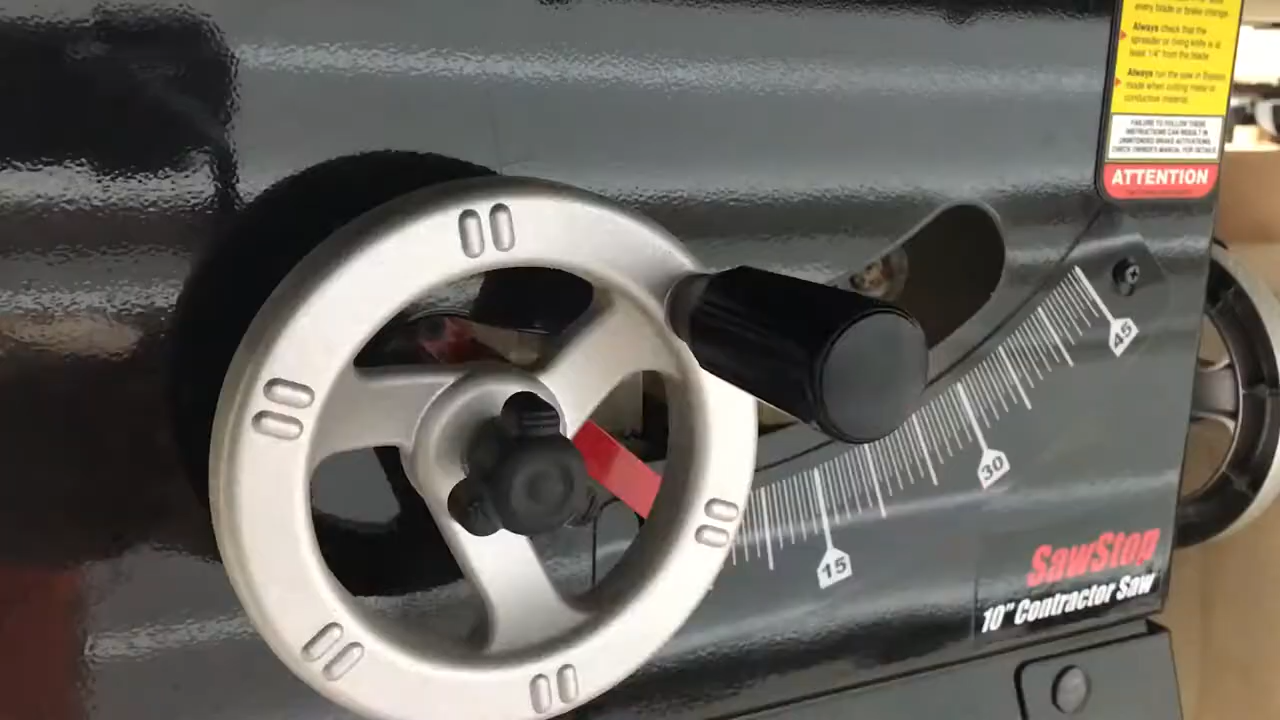 every blade or brake change.
Always check that the
spreader or riving knife is at
least 1/4" from the blade
Always run the saw in Bypass
mode when cutting metal or
conductive material.
FAILURE TO FOLLOW THESE
INSTRUCTIONS CAN RESULT IN
UNINTENDED BRAKE ACTIVATIONS.
CHECK OWNER'S MANUAL FOR DETAILS.
ATTENTION
45
30
15
SawStop
10" Contractor Saw